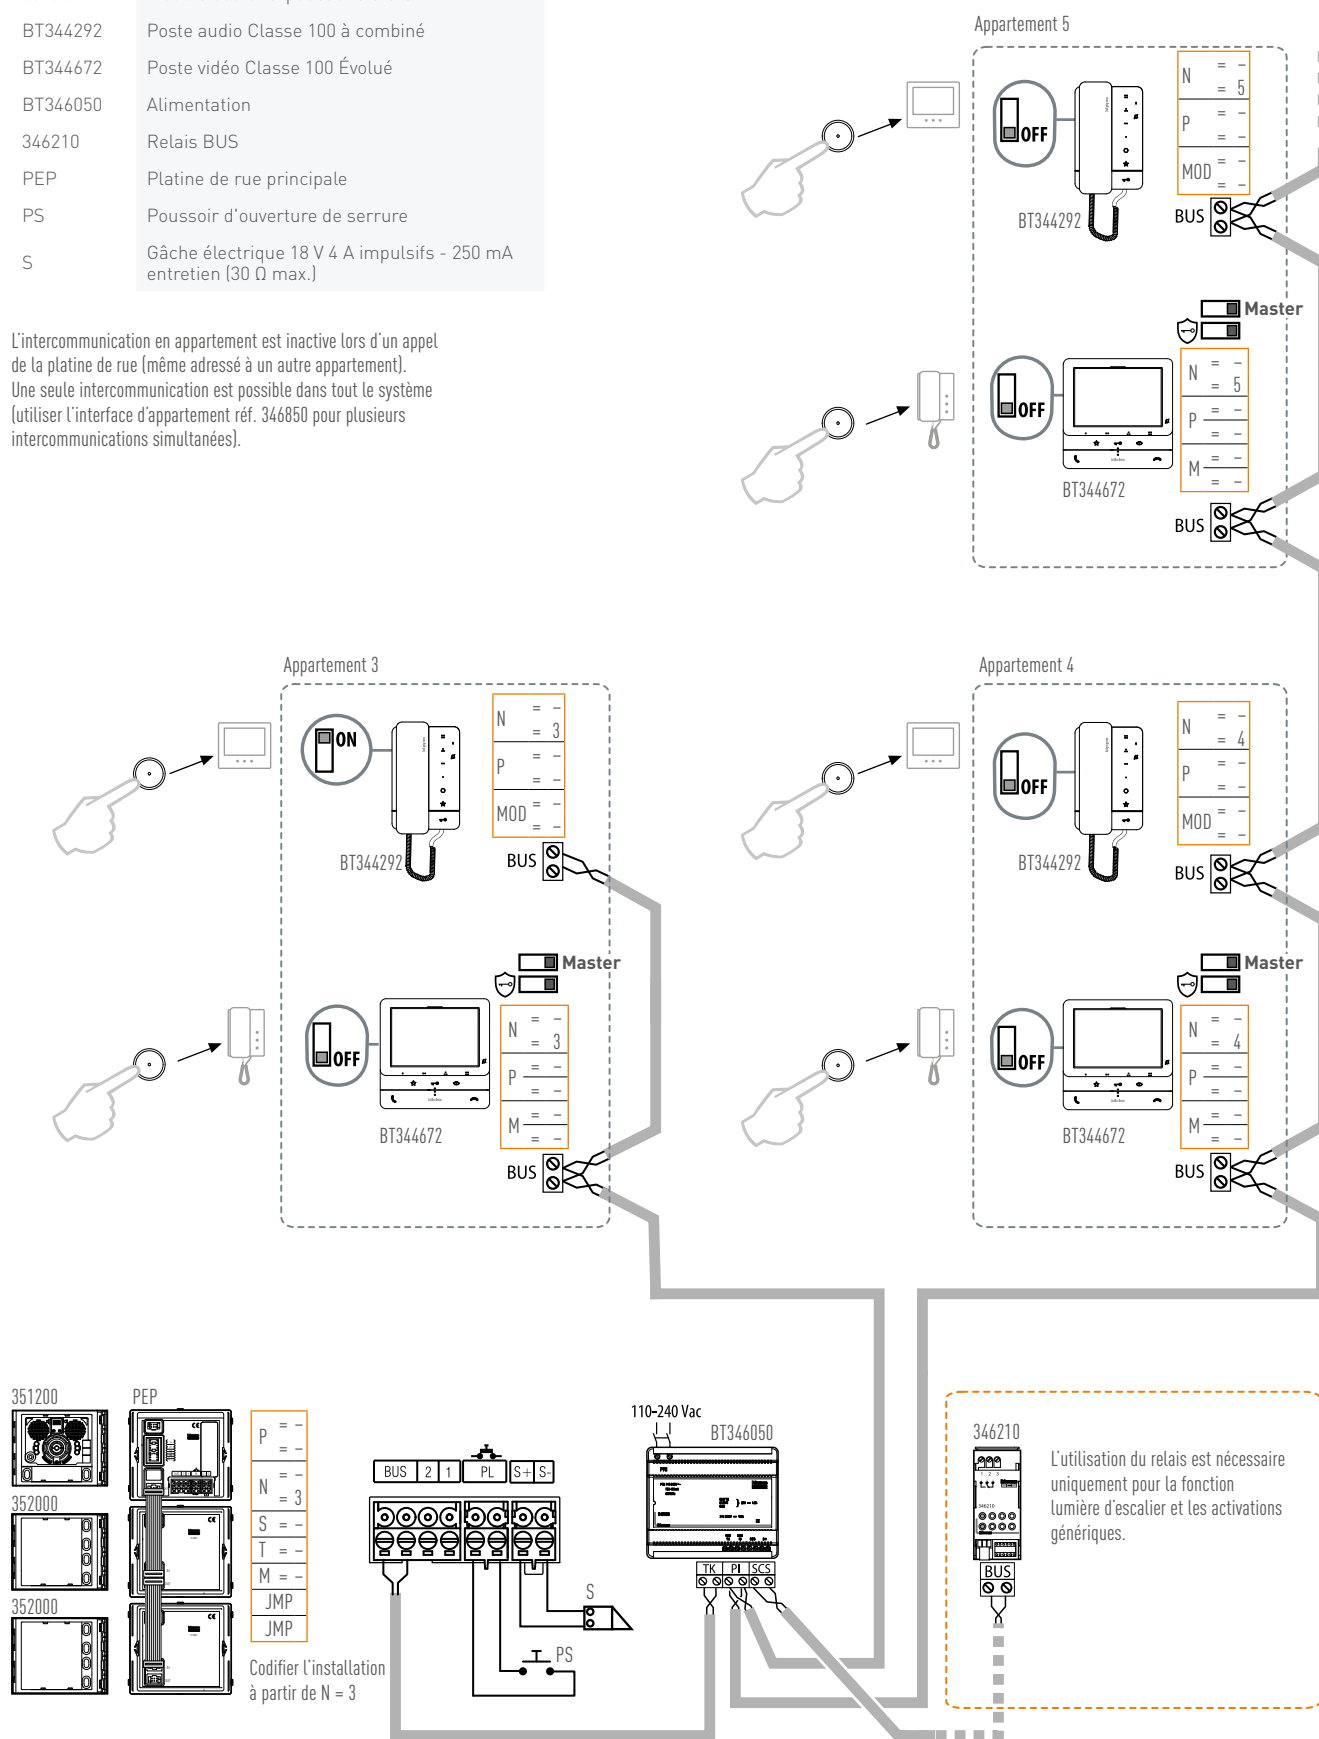 BT344292 Poste audio Classe 100 à combiné
BT344672 Poste vidéo Classe 100 Évolué
BT346050 Alimentation
346210 Relais BUS
PEP Platine de rue principale
PS Poussoir d'ouverture de serrure
S Gâche électrique 18 V 4 A impulsifs - 250 mA
entretien (30 Ω max.)
L'intercommunication en appartement est inactive lors d'un appel
de la platine de rue (même adressé à un autre appartement).
Une seule intercommunication est possible dans tout le système
(utiliser l'interface d'appartement réf. 346850 pour plusieurs
intercommunications simultanées).
Appartement 5
OFF
BT344292
N = –
= 5
P = –
= –
MOD = –
= –
BUS
Master
OFF
BT344672
N = –
= 5
P = –
= –
M = –
= –
BUS
Appartement 3
ON
BT344292
N = –
= 3
P = –
= –
MOD = –
= –
BUS
Master
OFF
BT344672
N = –
= 3
P = –
= –
M = –
= –
BUS
Appartement 4
OFF
BT344292
N = –
= 4
P = –
= –
MOD = –
= –
BUS
Master
OFF
BT344672
N = –
= 4
P = –
= –
M = –
= –
BUS
351200
352000
352000
PEP
P = –
= –
N = –
= 3
S = –
T = –
M = –
JMP
JMP
Codifier l'installation
à partir de N = 3
BUS 2 1 PL S+ S-
S
PS
110-240 Vac
BT346050
TK PI SCS
346210
1 2 3
346210
BUS
L'utilisation du relais est nécessaire
uniquement pour la fonction
lumière d'escalier et les activations
génériques.